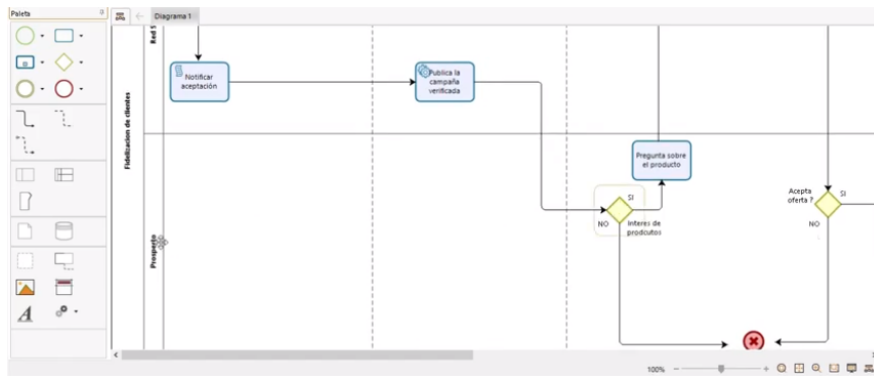 Paleta
Diagrama 1
Red S
Notificar
aceptación
Publica la
campaña
verificada
Fidelizacion de clientes
Pregunta sobre
el producto
Acepta
oferta ?
SI
SI
NO
Interes de
prodcutos
NO
Prospecto
A
100%